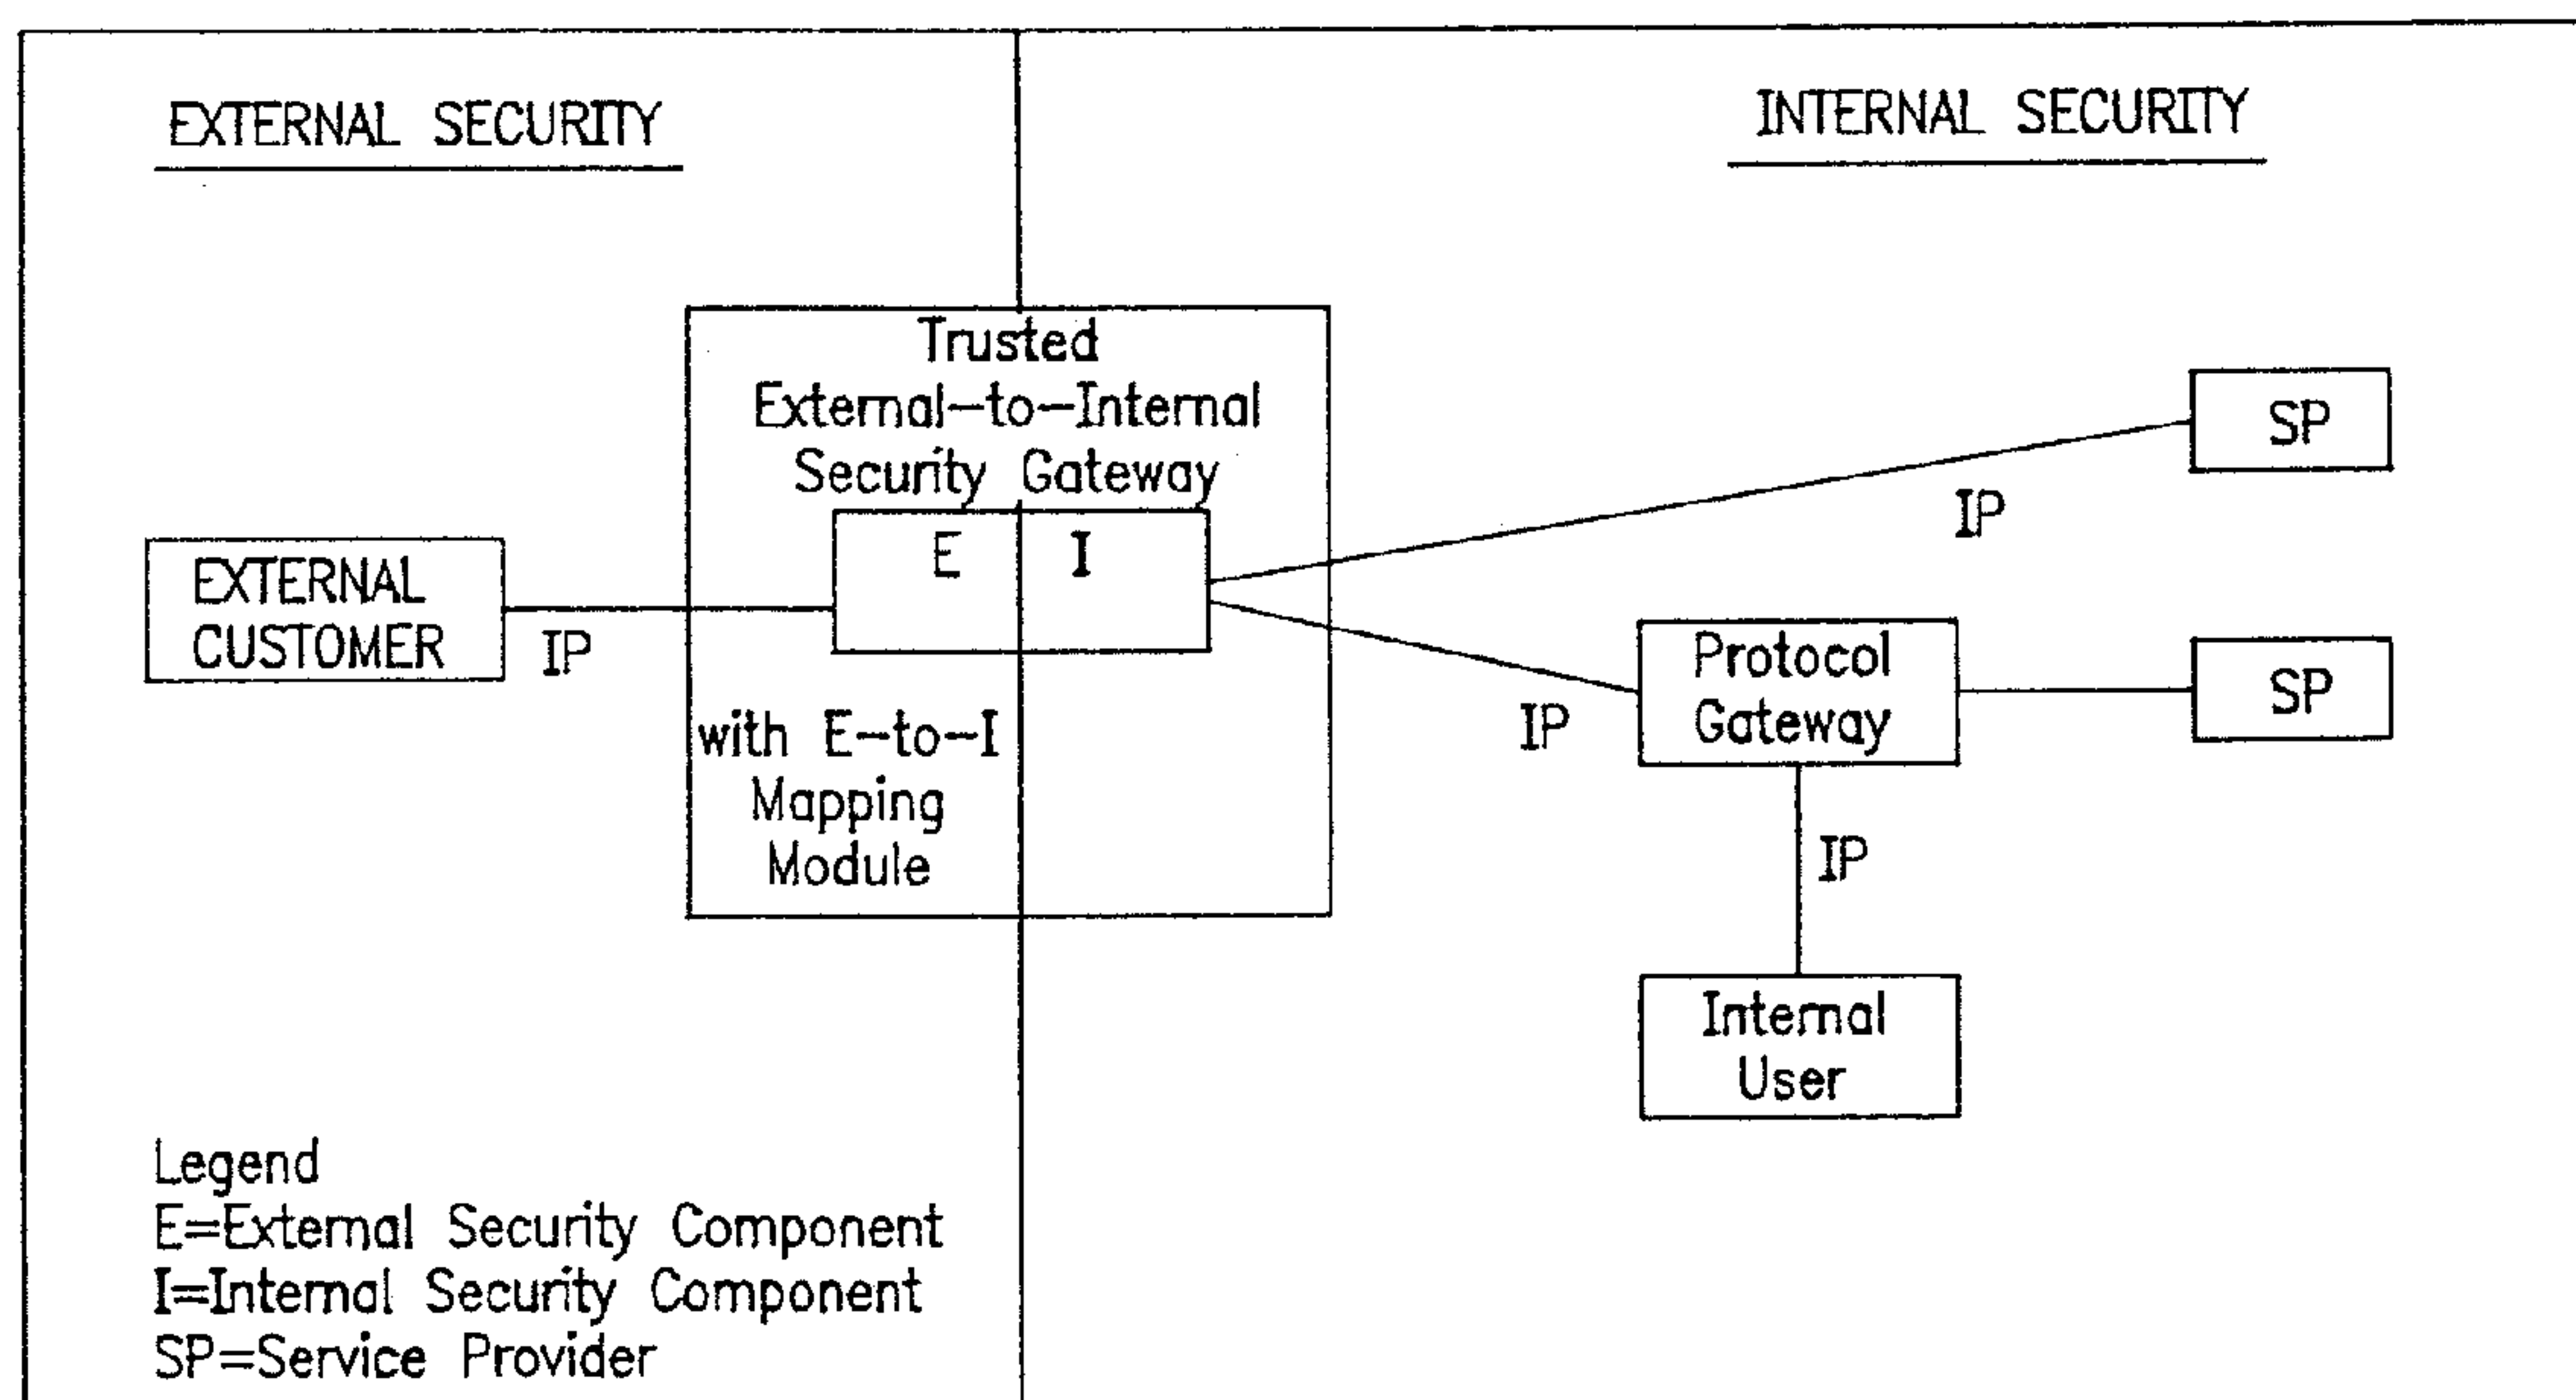 EXTERNAL SECURITY
INTERNAL SECURITY
Trusted
External-to-Internal
Security Gateway
E I
EXTERNAL
CUSTOMER
IP
with E-to-I
Mapping
Module
SP
IP
IP
Protocol
Gateway
SP
IP
Internal
User
Legend
E=External Security Component
I=Internal Security Component
SP=Service Provider